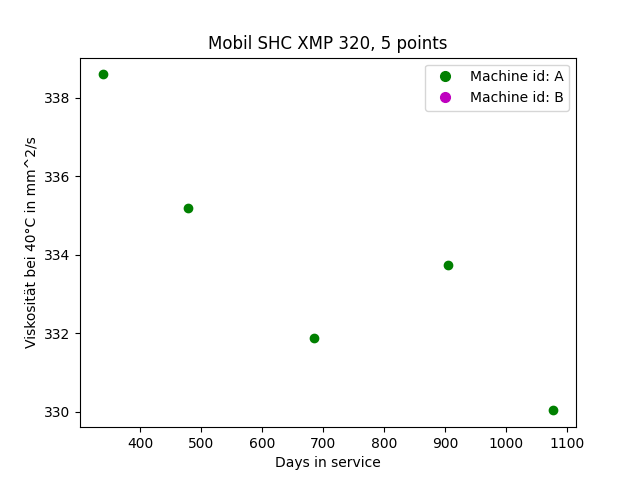 Mobil SHC XMP 320, 5 points
Machine id: A
Machine id: B
Viskosität bei 40°C in mm^2/s
338
336
334
332
330
400 500 600 700 800 900 1000 1100
Days in service